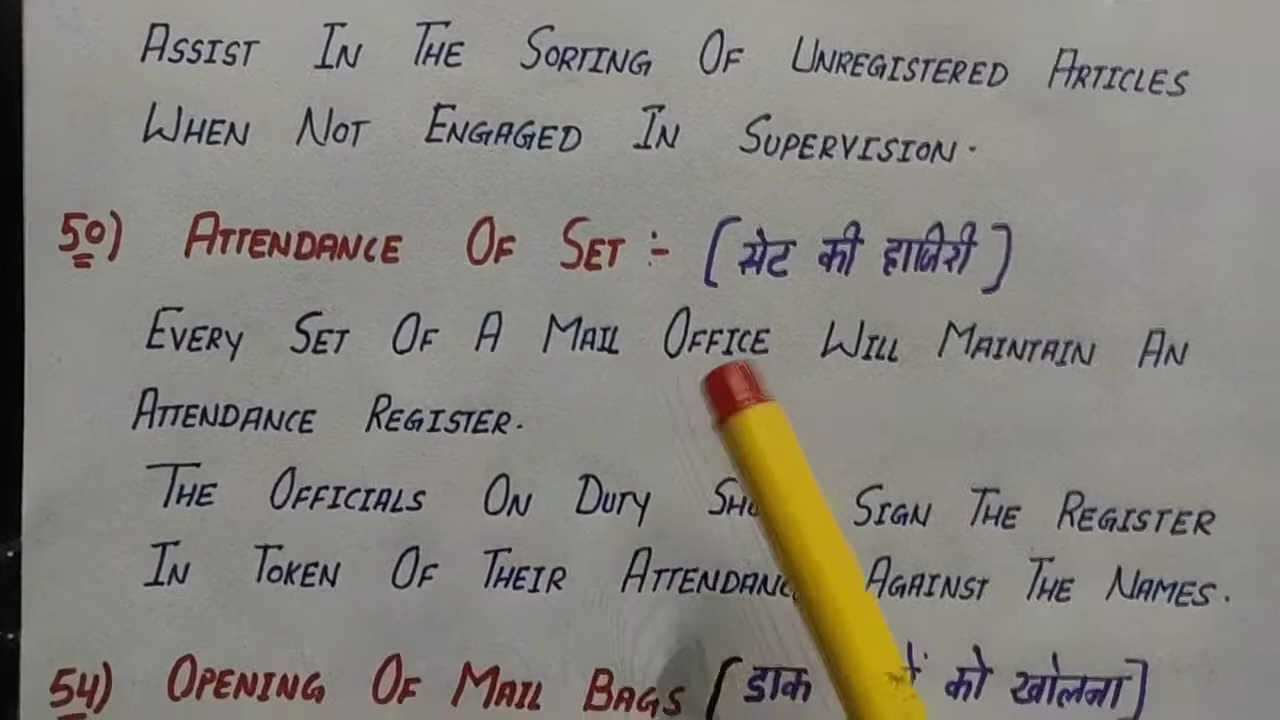 ASSIST IN THE SORTING OF UNREGISTERED ARTICLES
WHEN NOT ENGAGED IN SUPERVISION.
50) ATTENDANCE OF SET :- [सेट की हाजिरी]
EVERY SET OF A MAIL OFFICE WILL MAINTAIN AN
ATTENDANCE REGISTER.
THE OFFICIALS ON DUTY SIGN THE REGISTER
IN TOKEN OF THEIR AGAINST THE NAMES.
54) OPENING OF MAIL BAGS [डाक को खोलना]